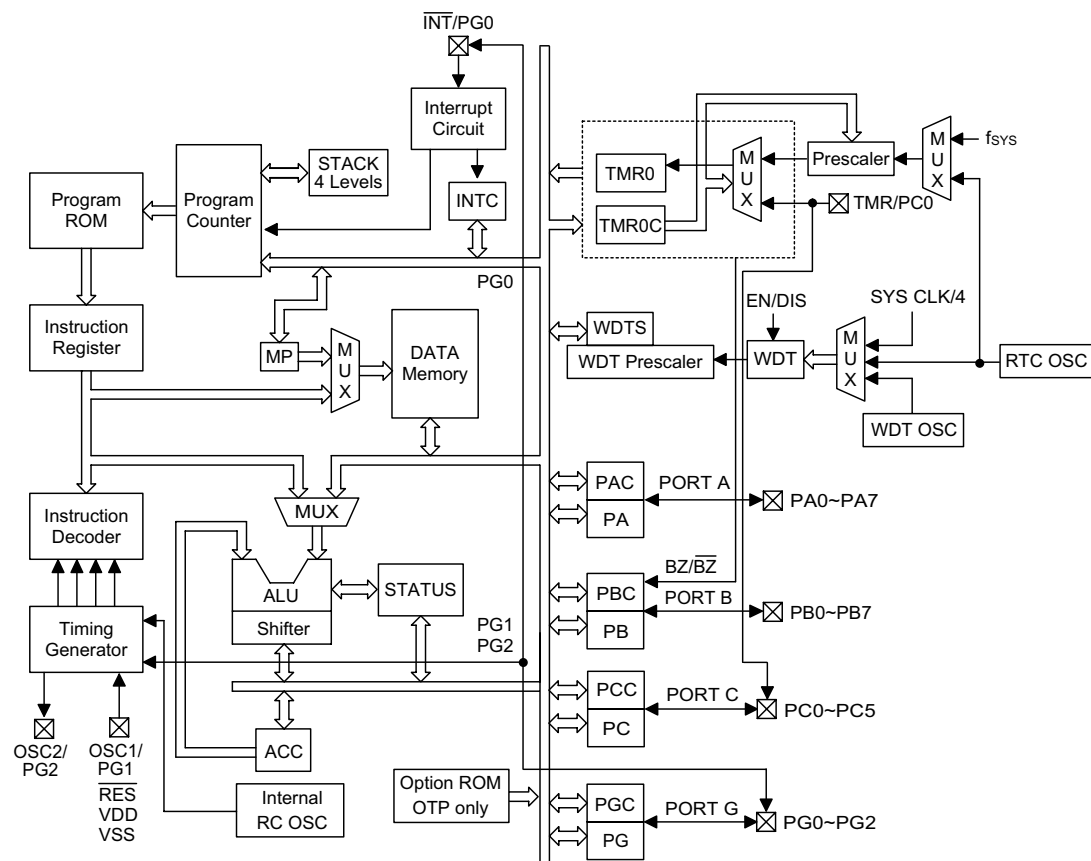 INT/PG0
Interrupt
Circuit
STACK
4 Levels
INTC
Program
ROM
Program
Counter
PG0
Instruction
Register
MP
M
U
X
DATA
Memory
MUX
Instruction
Decoder
ALU
Shifter
STATUS
PG1
PG2
Timing
Generator
OSC2/
PG2
OSC1/
PG1
RES
VDD
VSS
ACC
Internal
RC OSC
Option ROM
OTP only
TMR0
TMR0C
M
U
X
Prescaler
M
U
X
fSYS
TMR/PC0
EN/DIS
SYS CLK/4
WDTS
WDT Prescaler
WDT
M
U
X
RTC OSC
WDT OSC
PAC
PA
PORT A
PA0~PA7
BZ/BZ
PBC
PB
PORT B
PB0~PB7
PCC
PC
PORT C
PC0~PC5
PGC
PG
PORT G
PG0~PG2